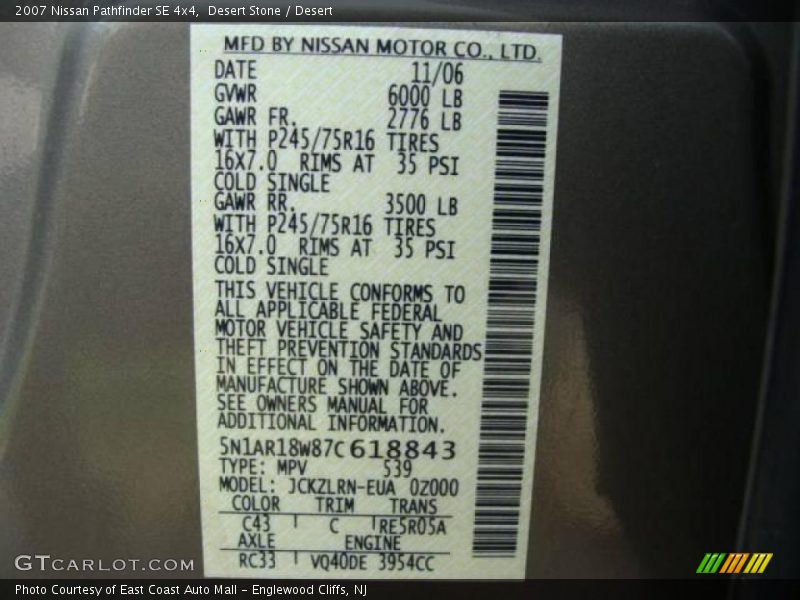 2007 Nissan Pathfinder SE 4x4,  Desert Stone / Desert
MFD BY NISSAN MOTOR CO., LTD.
DATE 11/06
GVWR 6000 LB
GAWR FR. 2776 LB
WITH P245/75R16 TIRES
16X7.0 RIMS AT 35 PSI
COLD SINGLE
GAWR RR. 3500 LB
WITH P245/75R16 TIRES
16X7.0 RIMS AT 35 PSI
COLD SINGLE
THIS VEHICLE CONFORMS TO
ALL APPLICABLE FEDERAL
MOTOR VEHICLE SAFETY AND
THEFT PREVENTION STANDARDS
IN EFFECT ON THE DATE OF
MANUFACTURE SHOWN ABOVE.
SEE OWNERS MANUAL FOR
ADDITIONAL INFORMATION.
5N1AR18W87C618843
TYPE: MPV 539
MODEL: JCKZLRN-EUA 0Z000
COLOR TRIM TRANS
C43 C RE5R05A
AXLE ENGINE
RC33 VQ40DE 3954CC
GTCARLOT.COM
Photo Courtesy of East Coast Auto Mall - Englewood Cliffs, NJ